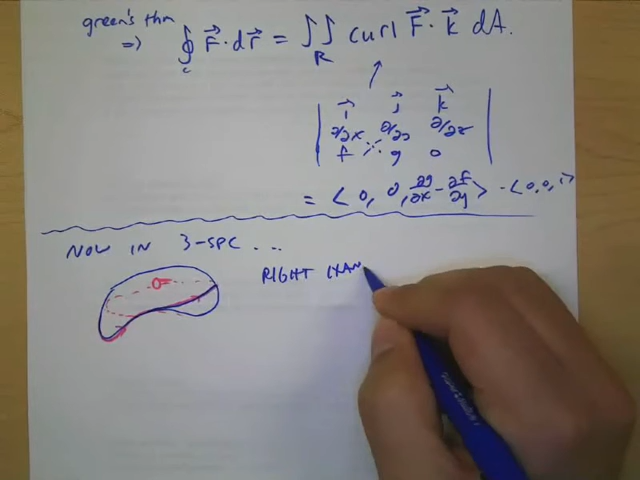 green's thm
=> ∮_c F⃗·dr⃗ = ∬_R curl F⃗·k⃗ dA.
i⃗ j⃗ k⃗
∂/∂x ∂/∂y ∂/∂z
f g 0
= <0, 0, ∂g/∂x - ∂f/∂y> · <0,0,1>
NOW IN 3-SPC ...
σ
RIGHT HAN